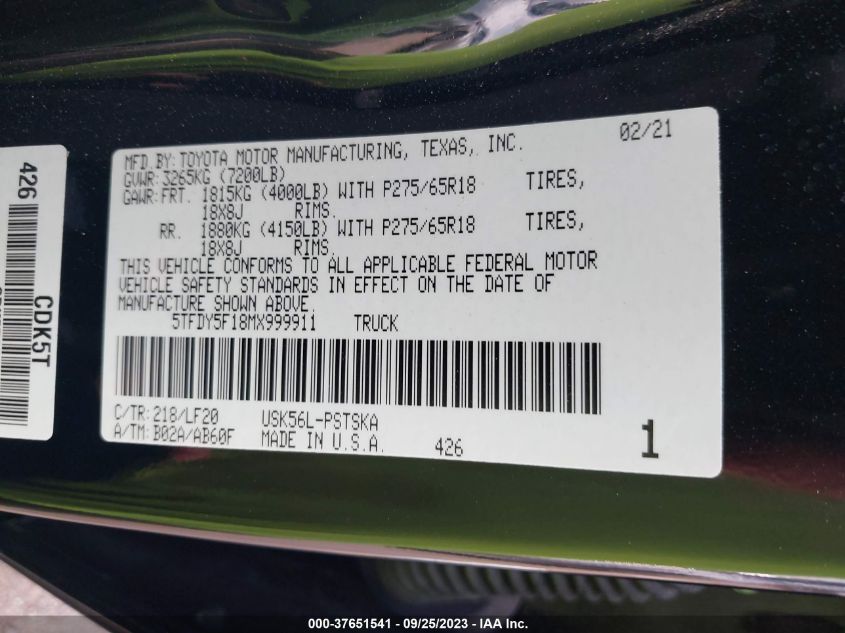 MFD.BY:TOYOTA MOTOR MANUFACTURING, TEXAS, INC. 02/21
GVWR:3265KG (7200LB)
GAWR:FRT. 1815KG (4000LB) WITH P275/65R18 TIRES,
18X8J RIMS.
RR. 1880KG (4150LB) WITH P275/65R18 TIRES,
18X8J RIMS.
THIS VEHICLE CONFORMS TO ALL APPLICABLE FEDERAL MOTOR
VEHICLE SAFETY STANDARDS IN EFFECT ON THE DATE OF
MANUFACTURE SHOWN ABOVE.
5TFDY5F18MX999911 TRUCK
C/TR:218/LF20 USK56L-PSTSKA
A/TM:B02A/AB60F MADE IN U.S.A. 426 1
426
CDK5T
000-37651541 - 09/25/2023 - IAAI.com